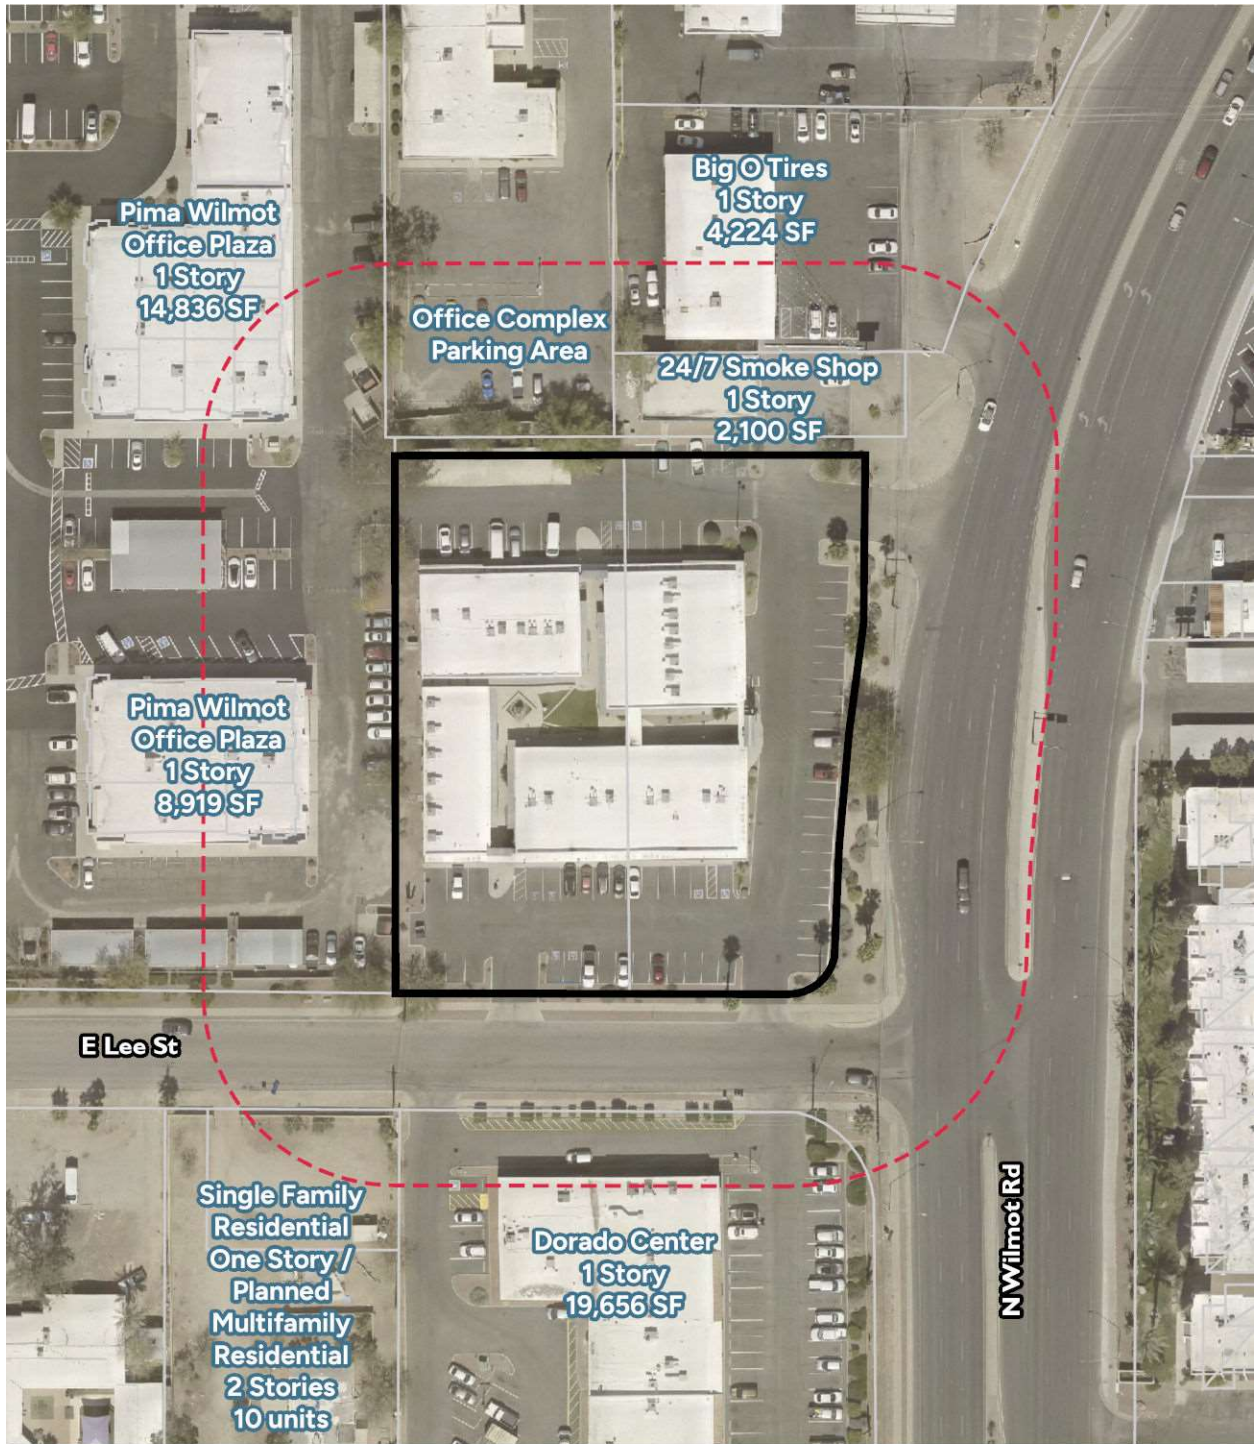 Big O Tires
1 Story
4,224 SF
Pima Wilmot
Office Plaza
1 Story
14,836 SF
Office Complex
Parking Area
24/7 Smoke Shop
1 Story
2,100 SF
Pima Wilmot
Office Plaza
1 Story
8,919 SF
E Lee St
Single Family
Residential
One Story /
Planned
Multifamily
Residential
2 Stories
10 units
Dorado Center
1 Story
19,656 SF
N Wilmot Rd